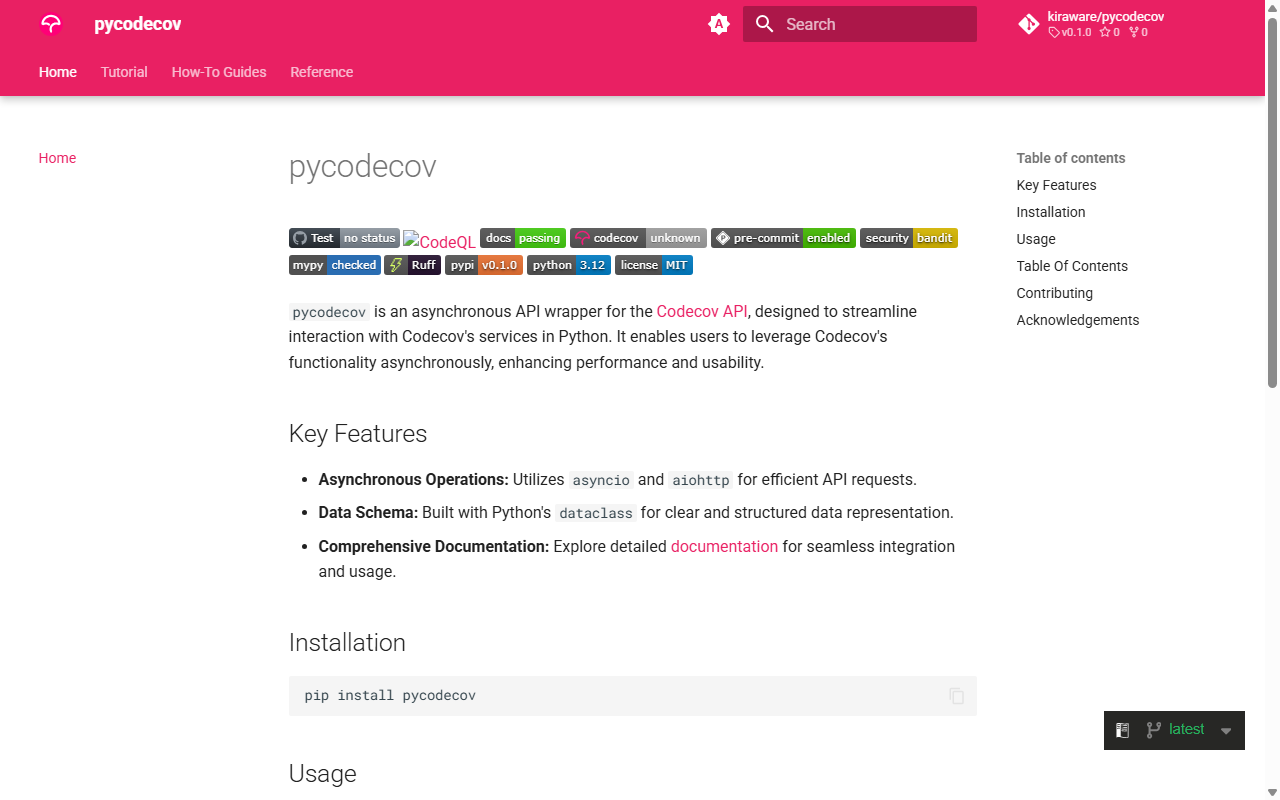 pycodecov
A
Search
kiraware/pycodecov
v0.1.0 0 0
Home Tutorial How-To Guides Reference
Home
pycodecov
Test no status CodeQL docs passing codecov unknown pre-commit enabled security bandit
mypy checked Ruff pypi v0.1.0 python 3.12 license MIT
pycodecov is an asynchronous API wrapper for the Codecov API, designed to streamline
interaction with Codecov's services in Python. It enables users to leverage Codecov's
functionality asynchronously, enhancing performance and usability.
Key Features
• Asynchronous Operations: Utilizes asyncio and aiohttp for efficient API requests.
• Data Schema: Built with Python's dataclass for clear and structured data representation.
• Comprehensive Documentation: Explore detailed documentation for seamless integration
and usage.
Installation
pip install pycodecov
Usage
Table of contents
Key Features
Installation
Usage
Table Of Contents
Contributing
Acknowledgements
latest